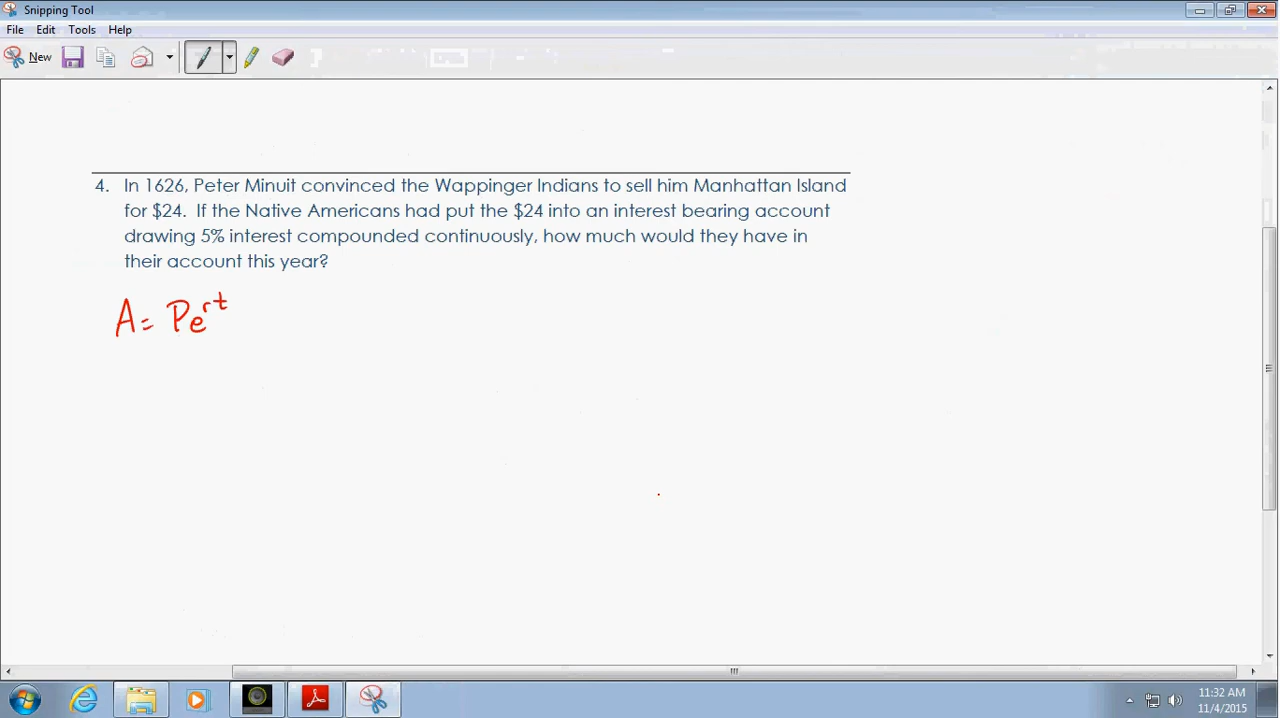 Snipping Tool
File Edit Tools Help
New
4. In 1626, Peter Minuit convinced the Wappinger Indians to sell him Manhattan Island
for $24. If the Native Americans had put the $24 into an interest bearing account
drawing 5% interest compounded continuously, how much would they have in
their account this year?
A = Pe^rt
11:32 AM
11/4/2015